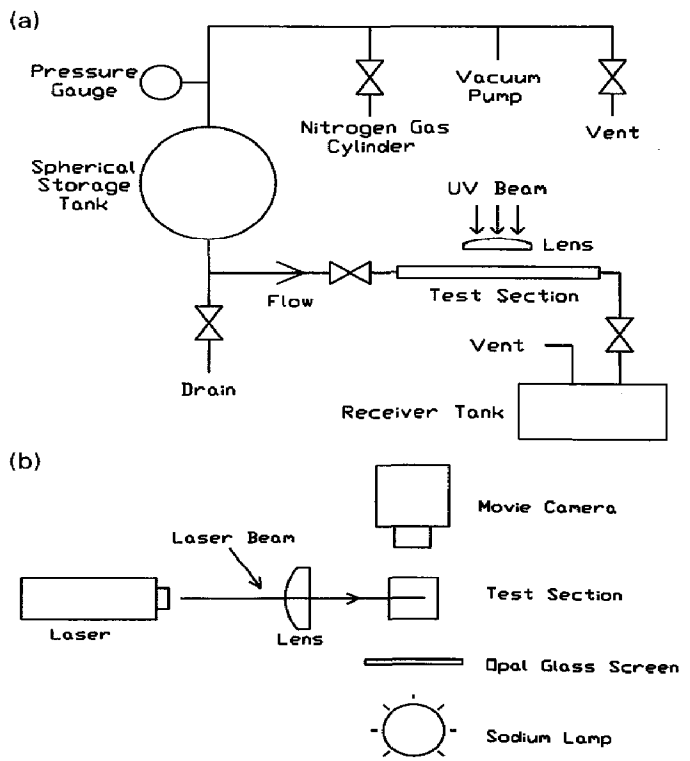 (a)
Pressure
Gauge
Nitrogen Gas
Cylinder
Vacuum
Pump
Vent
Spherical
Storage
Tank
UV Beam
Lens
Flow
Test Section
Drain
Vent
Receiver Tank
(b)
Movie Camera
Laser Beam
Test Section
Laser
Lens
Opal Glass Screen
Sodium Lamp